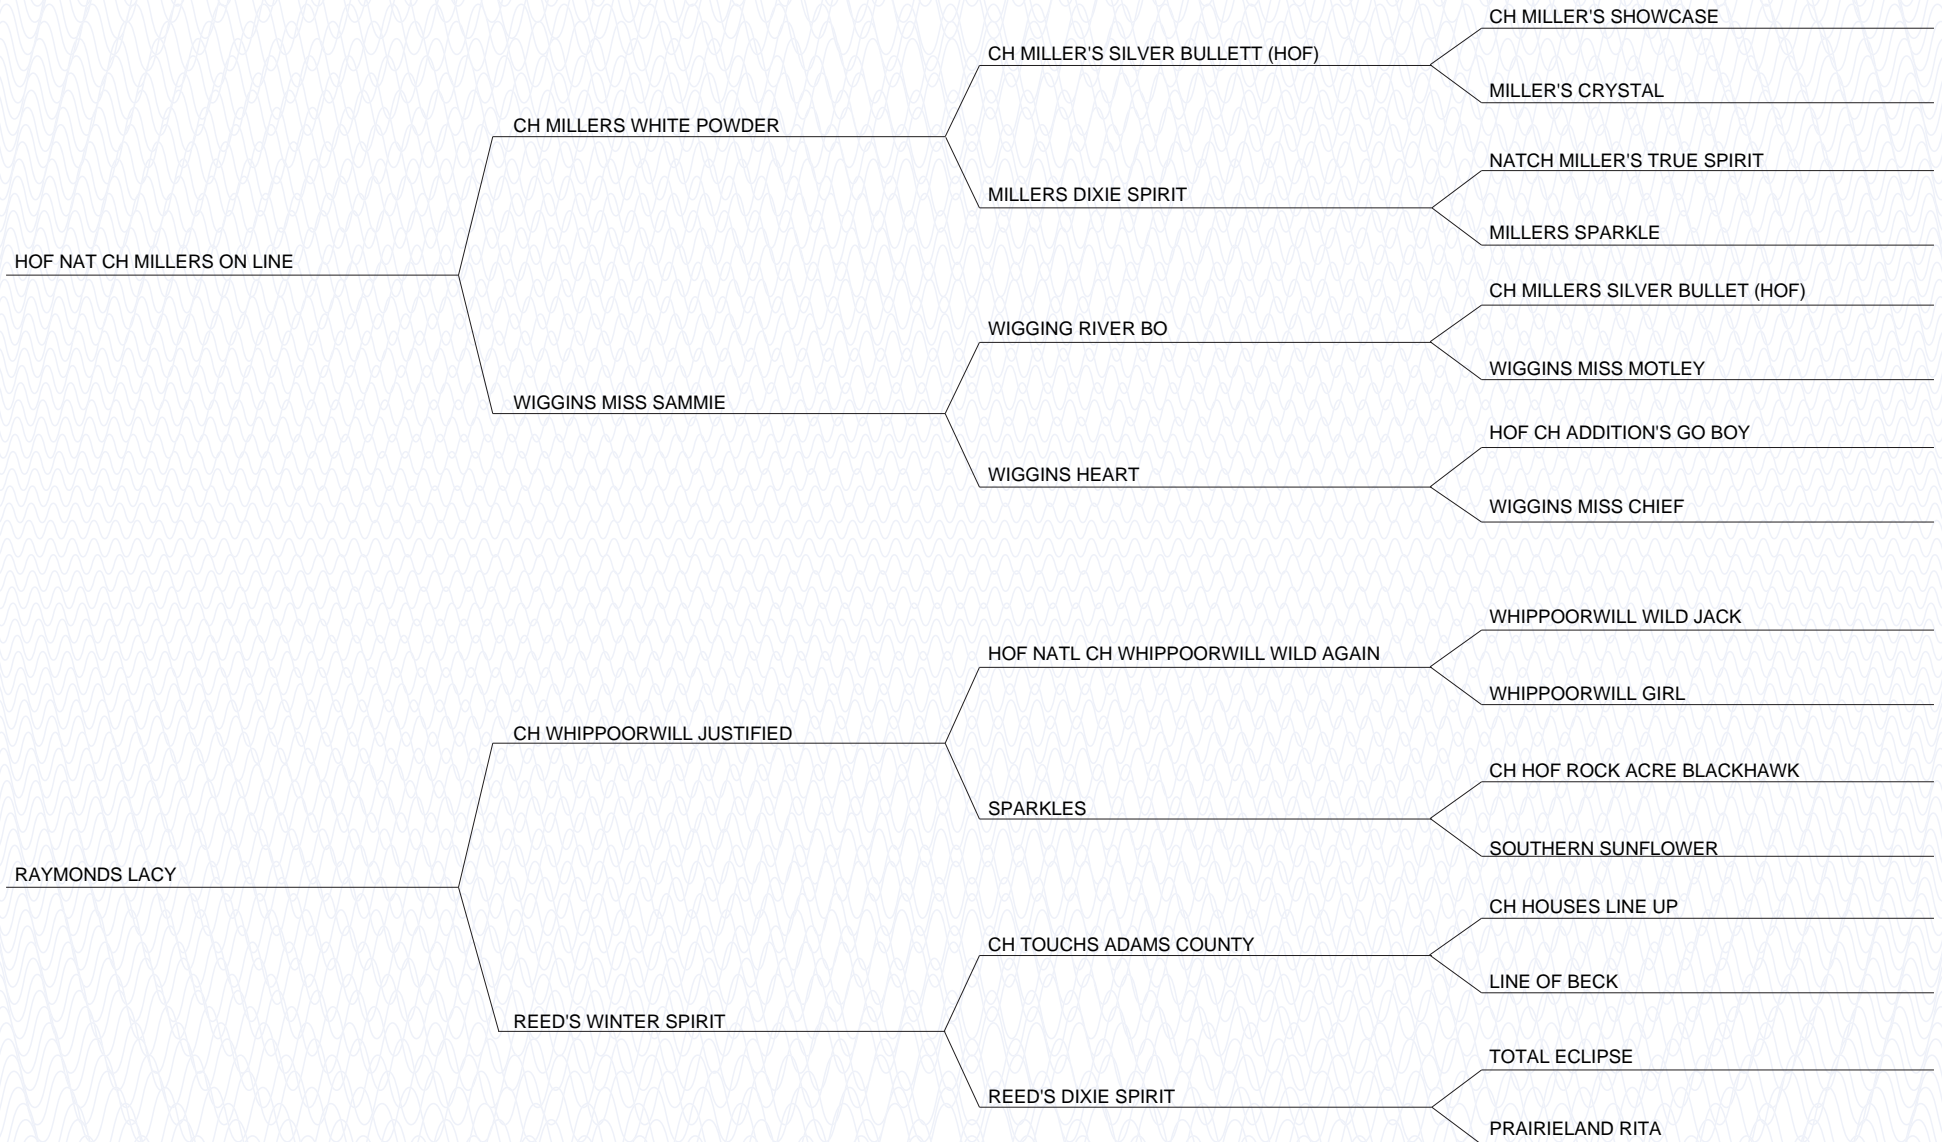 CH MILLER'S SHOWCASE
CH MILLER'S SILVER BULLETT (HOF)
MILLER'S CRYSTAL
CH MILLERS WHITE POWDER
NATCH MILLER'S TRUE SPIRIT
MILLERS DIXIE SPIRIT
MILLERS SPARKLE
HOF NAT CH MILLERS ON LINE
CH MILLERS SILVER BULLET (HOF)
WIGGING RIVER BO
WIGGINS MISS MOTLEY
WIGGINS MISS SAMMIE
HOF CH ADDITION'S GO BOY
WIGGINS HEART
WIGGINS MISS CHIEF
WHIPPOORWILL WILD JACK
HOF NATL CH WHIPPOORWILL WILD AGAIN
WHIPPOORWILL GIRL
CH WHIPPOORWILL JUSTIFIED
CH HOF ROCK ACRE BLACKHAWK
SPARKLES
SOUTHERN SUNFLOWER
RAYMONDS LACY
CH HOUSES LINE UP
CH TOUCHS ADAMS COUNTY
LINE OF BECK
REED'S WINTER SPIRIT
TOTAL ECLIPSE
REED'S DIXIE SPIRIT
PRAIRIELAND RITA